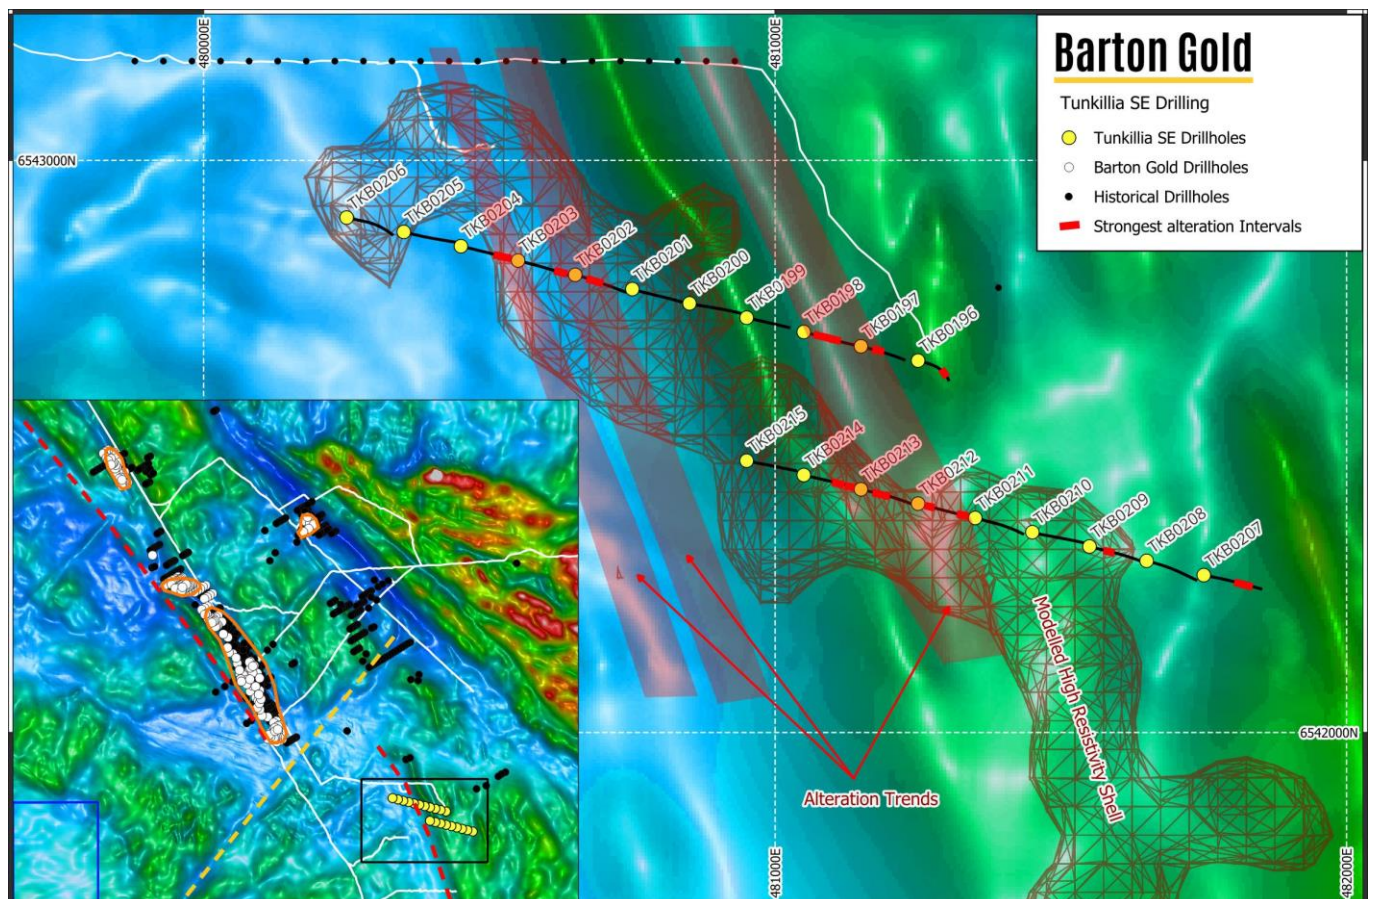 Barton Gold
Tunkillia SE Drilling
Tunkillia SE Drillholes
Barton Gold Drillholes
Historical Drillholes
Strongest alteration Intervals
480000E
481000E
6543000N
TKB0206
TKB0205
TKB0204
TKB0203
TKB0202
TKB0201
TKB0200
TKB0199
TKB0198
TKB0197
TKB0196
TKB0215
TKB0214
TKB0213
TKB0212
TKB0211
TKB0210
TKB0209
TKB0208
TKB0207
Modelled High Resistivity Shell
Alteration Trends
6542000N
481000E
482000E